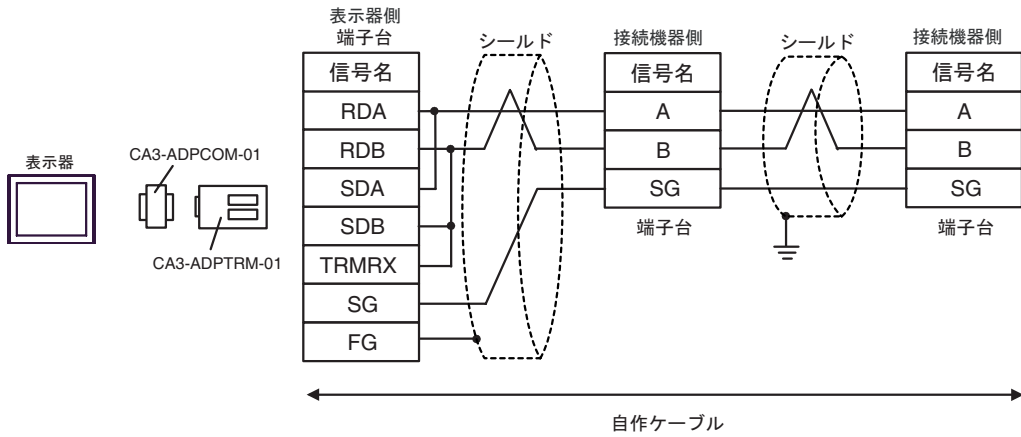 表示器
CA3-ADPCOM-01
CA3-ADPTRM-01
表示器側
端子台
信号名
RDA
RDB
SDA
SDB
TRMRX
SG
FG
シールド
接続機器側
信号名
A
B
SG
端子台
シールド
接続機器側
信号名
A
B
SG
端子台
自作ケーブル